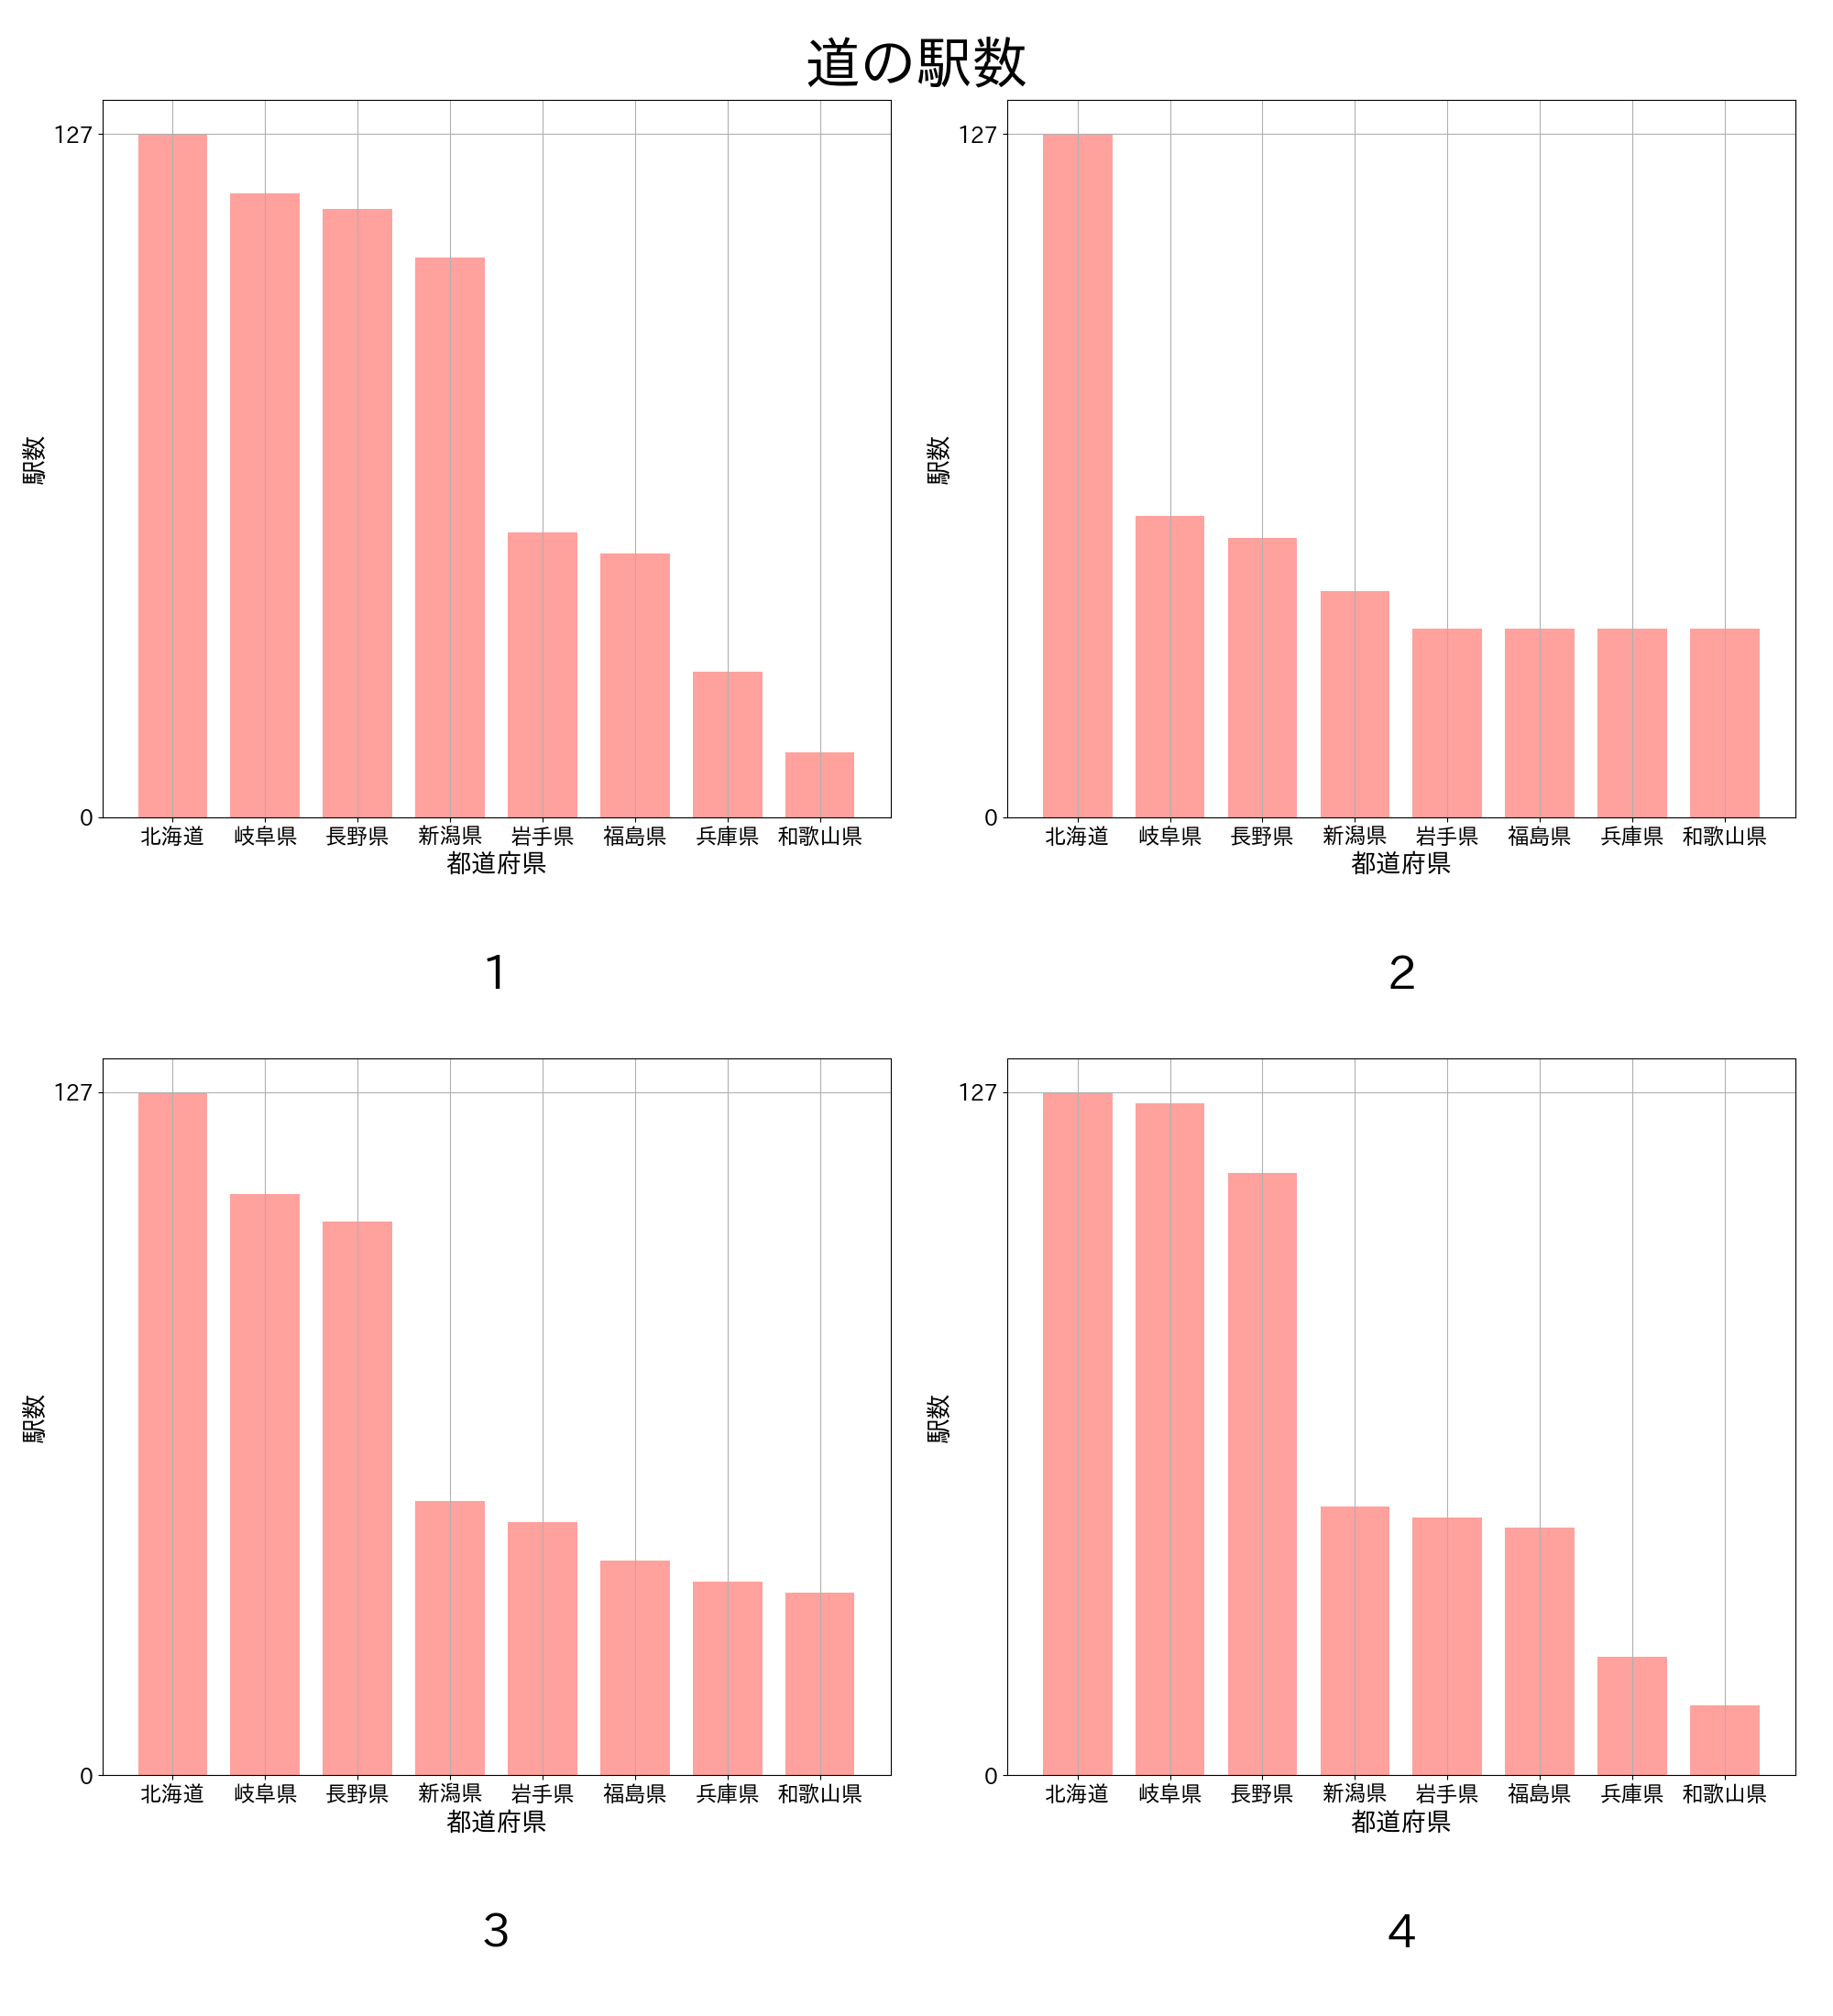 道の駅数
127
駅数
0
北海道 岐阜県 長野県 新潟県 岩手県 福島県 兵庫県 和歌山県
都道府県
1
127
駅数
0
北海道 岐阜県 長野県 新潟県 岩手県 福島県 兵庫県 和歌山県
都道府県
2
127
駅数
0
北海道 岐阜県 長野県 新潟県 岩手県 福島県 兵庫県 和歌山県
都道府県
3
127
駅数
0
北海道 岐阜県 長野県 新潟県 岩手県 福島県 兵庫県 和歌山県
都道府県
4